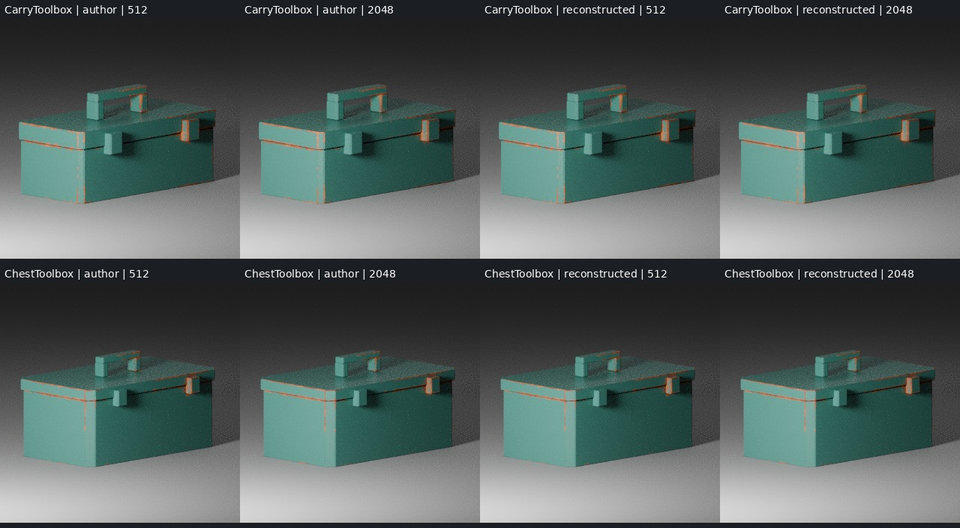 CarryToolbox | author | 512
CarryToolbox | author | 2048
CarryToolbox | reconstructed | 512
CarryToolbox | reconstructed | 2048
ChestToolbox | author | 512
ChestToolbox | author | 2048
ChestToolbox | reconstructed | 512
ChestToolbox | reconstructed | 2048